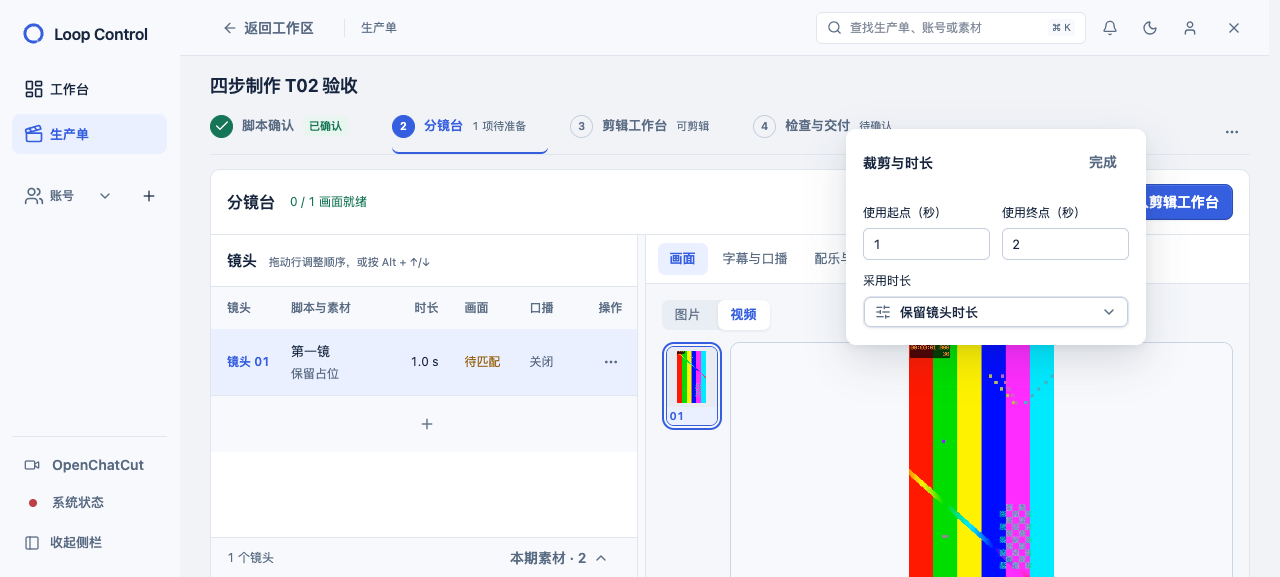 Loop Control
工作台
生产单
账号
OpenChatCut
系统状态
收起侧栏
返回工作区
生产单
查找生产单、账号或素材
⌘ K
四步制作 T02 验收
脚本确认 已确认
2 分镜台 1 项待准备
3 剪辑工作台 可剪辑
4 检查与交付 待确认
分镜台 0 / 1 画面就绪
剪辑工作台
镜头 拖动行调整顺序，或按 Alt + ↑/↓
镜头 脚本与素材 时长 画面 口播 操作
镜头 01 第一镜 1.0 s 待匹配 关闭
保留占位
1 个镜头
本期素材 · 2
画面 字幕与口播 配乐与
图片 视频
01
裁剪与时长 完成
使用起点（秒） 使用终点（秒）
1 2
采用时长
保留镜头时长